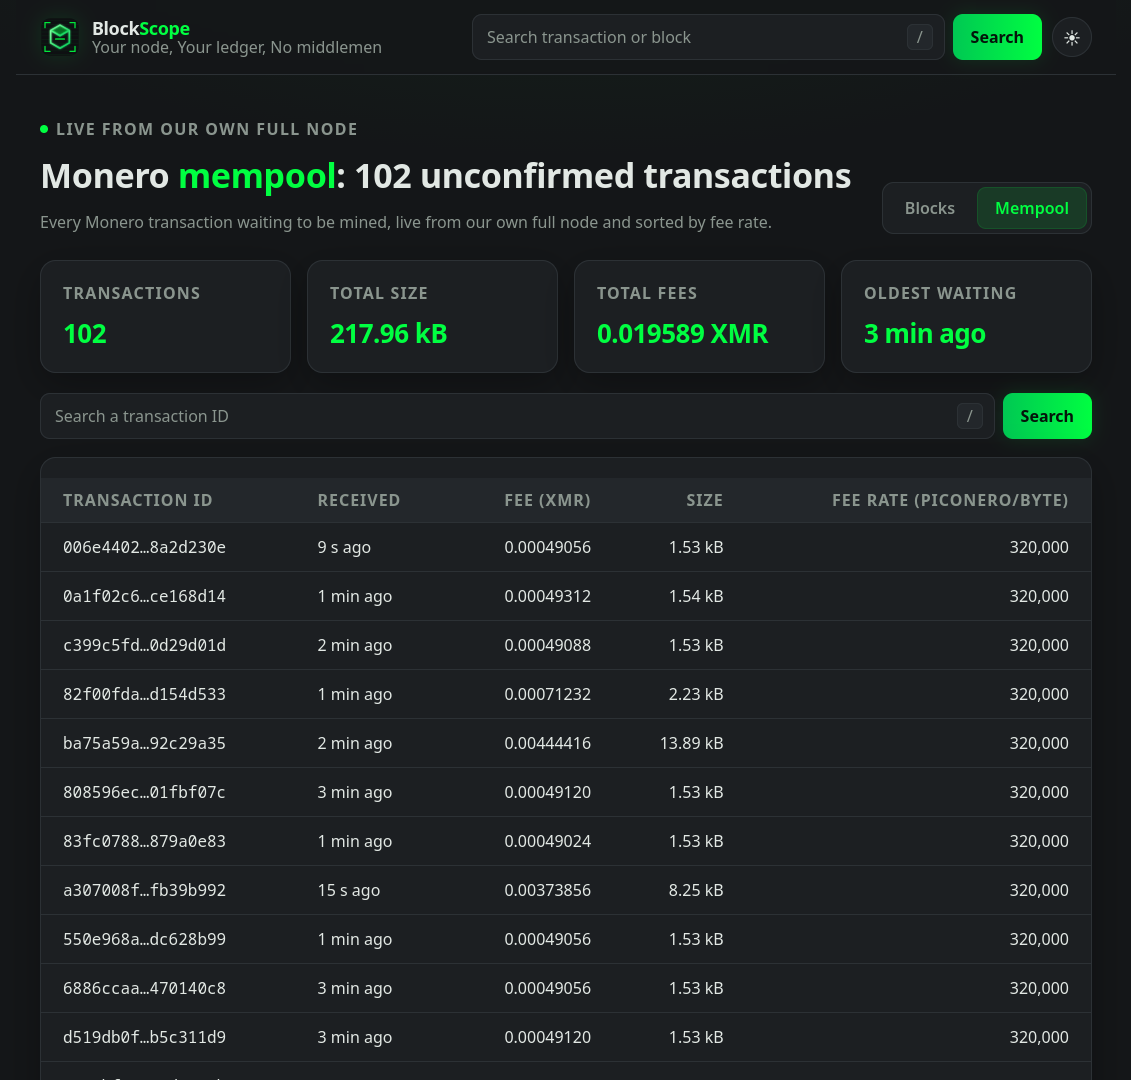 BlockScope
Your node, Your ledger, No middlemen
Search transaction or block
/
Search
LIVE FROM OUR OWN FULL NODE
Monero mempool: 102 unconfirmed transactions
Every Monero transaction waiting to be mined, live from our own full node and sorted by fee rate.
Blocks
Mempool
TRANSACTIONS
102
TOTAL SIZE
217.96 kB
TOTAL FEES
0.019589 XMR
OLDEST WAITING
3 min ago
Search a transaction ID
/
Search
TRANSACTION ID RECEIVED FEE (XMR) SIZE FEE RATE (PICONERO/BYTE)
006e4402…8a2d230e 9 s ago 0.00049056 1.53 kB 320,000
0a1f02c6…ce168d14 1 min ago 0.00049312 1.54 kB 320,000
c399c5fd…0d29d01d 2 min ago 0.00049088 1.53 kB 320,000
82f00fda…d154d533 1 min ago 0.00071232 2.23 kB 320,000
ba75a59a…92c29a35 2 min ago 0.00444416 13.89 kB 320,000
808596ec…01fbf07c 3 min ago 0.00049120 1.53 kB 320,000
83fc0788…879a0e83 1 min ago 0.00049024 1.53 kB 320,000
a307008f…fb39b992 15 s ago 0.00373856 8.25 kB 320,000
550e968a…dc628b99 1 min ago 0.00049056 1.53 kB 320,000
6886ccaa…470140c8 3 min ago 0.00049056 1.53 kB 320,000
d519db0f…b5c311d9 3 min ago 0.00049120 1.53 kB 320,000